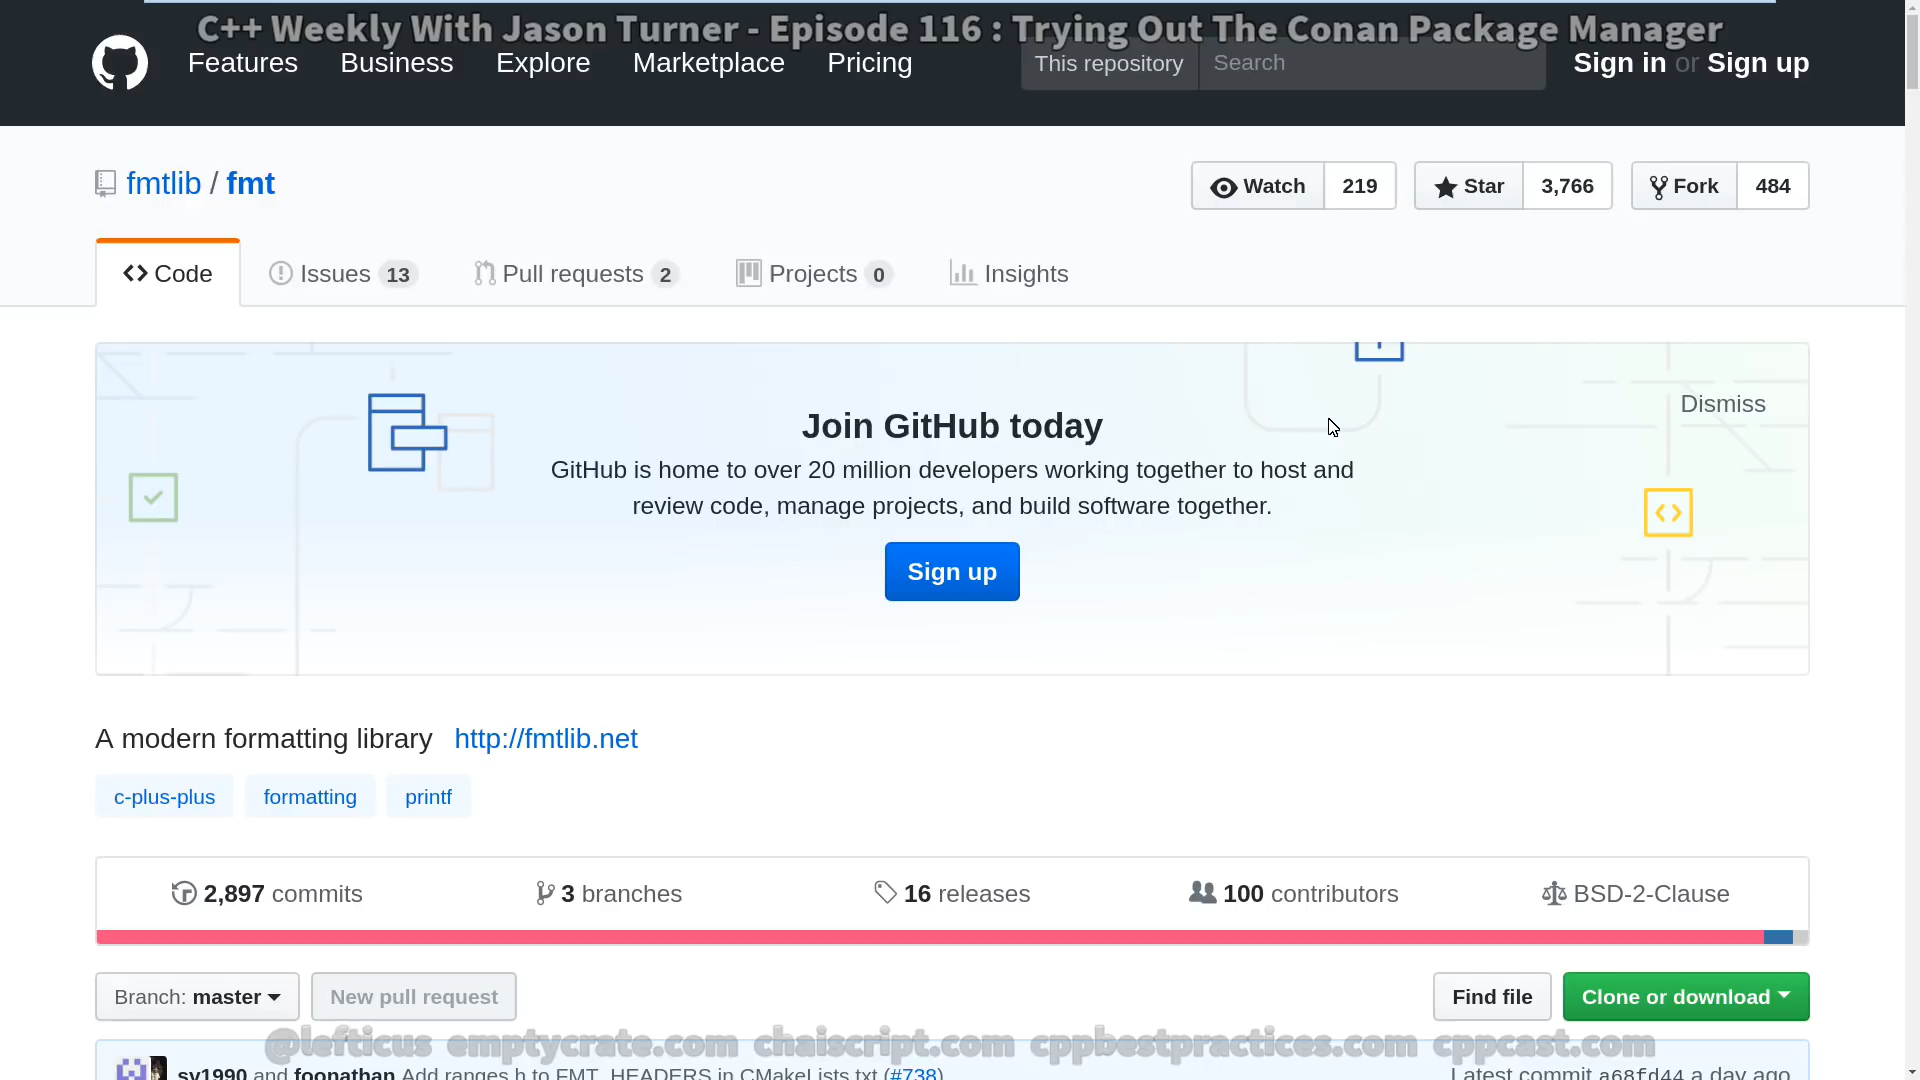 C++ Weekly With Jason Turner - Episode 116 : Trying Out The Conan Package Manager
Features Business Explore Marketplace Pricing This repository Search Sign in or Sign up
fmtlib / fmt Watch 219 Star 3,766 Fork 484
Code Issues 13 Pull requests 2 Projects 0 Insights
Dismiss
Join GitHub today
GitHub is home to over 20 million developers working together to host and
review code, manage projects, and build software together.
Sign up
A modern formatting library http://fmtlib.net
c-plus-plus formatting printf
2,897 commits 3 branches 16 releases 100 contributors BSD-2-Clause
Branch: master New pull request Find file Clone or download
@lefticus emptycrate.com chaiscript.com cppbestpractices.com cppcast.com
sv1990 and foonathan Add ranges.h to FMT_HEADERS in CMakeLists.txt (#738) Latest commit a68fd44 a day ago